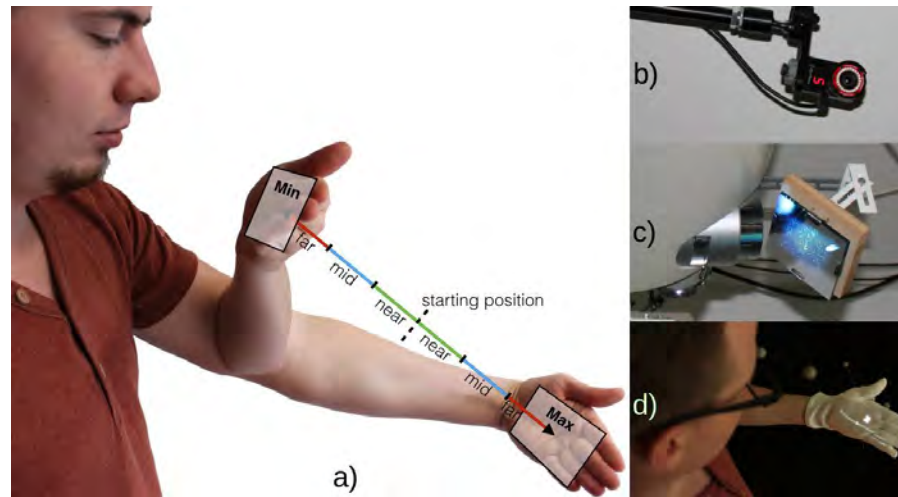 Min
far
mid
near
starting position
near
mid
far
Max
a)
b)
S
c)
d)